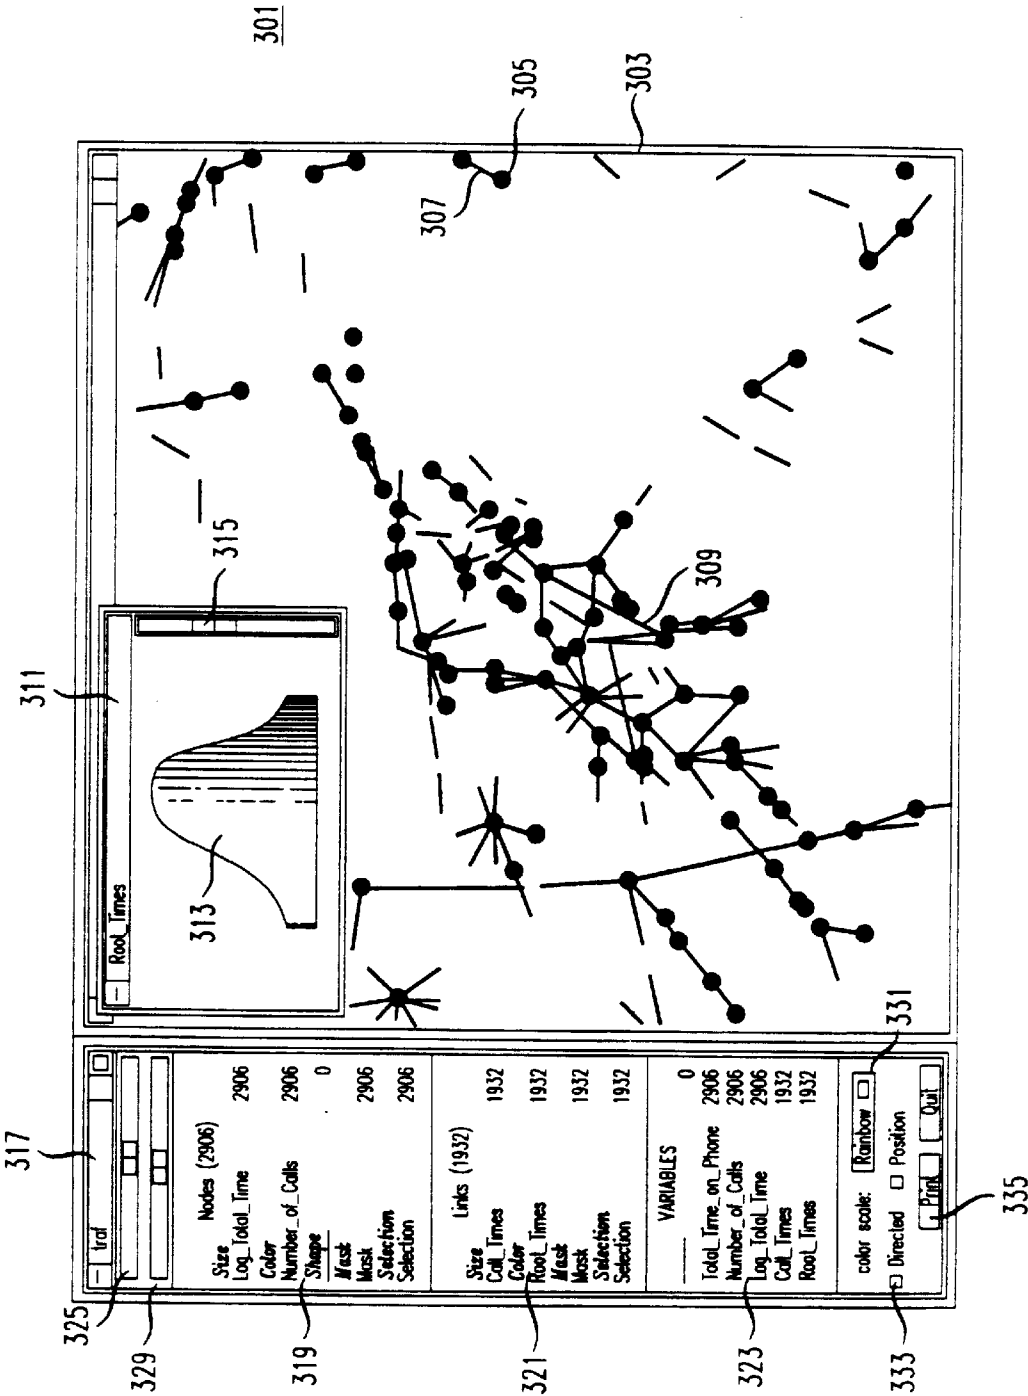 301
303
305
307
309
311
Root_Times
313
315
317
traf
325
329
Nodes (2906)
Size
Log_Total_Time 2906
Color
Number_of_Calls 2906
Shape 0
Mask
Mask 2906
Selection
Selection 2906
319
Links (1932)
Size
Call_Times 1932
Color
Root_Times 1932
Mask
Mask 1932
Selection
Selection 1932
321
VARIABLES
0
Total_Time_on_Phone 2906
Number_of_Calls 2906
Log_Total_Time 2906
Call_Times 1932
Root_Times 1932
323
color scale: Rainbow
331
Directed Position
333
Print Quit
335